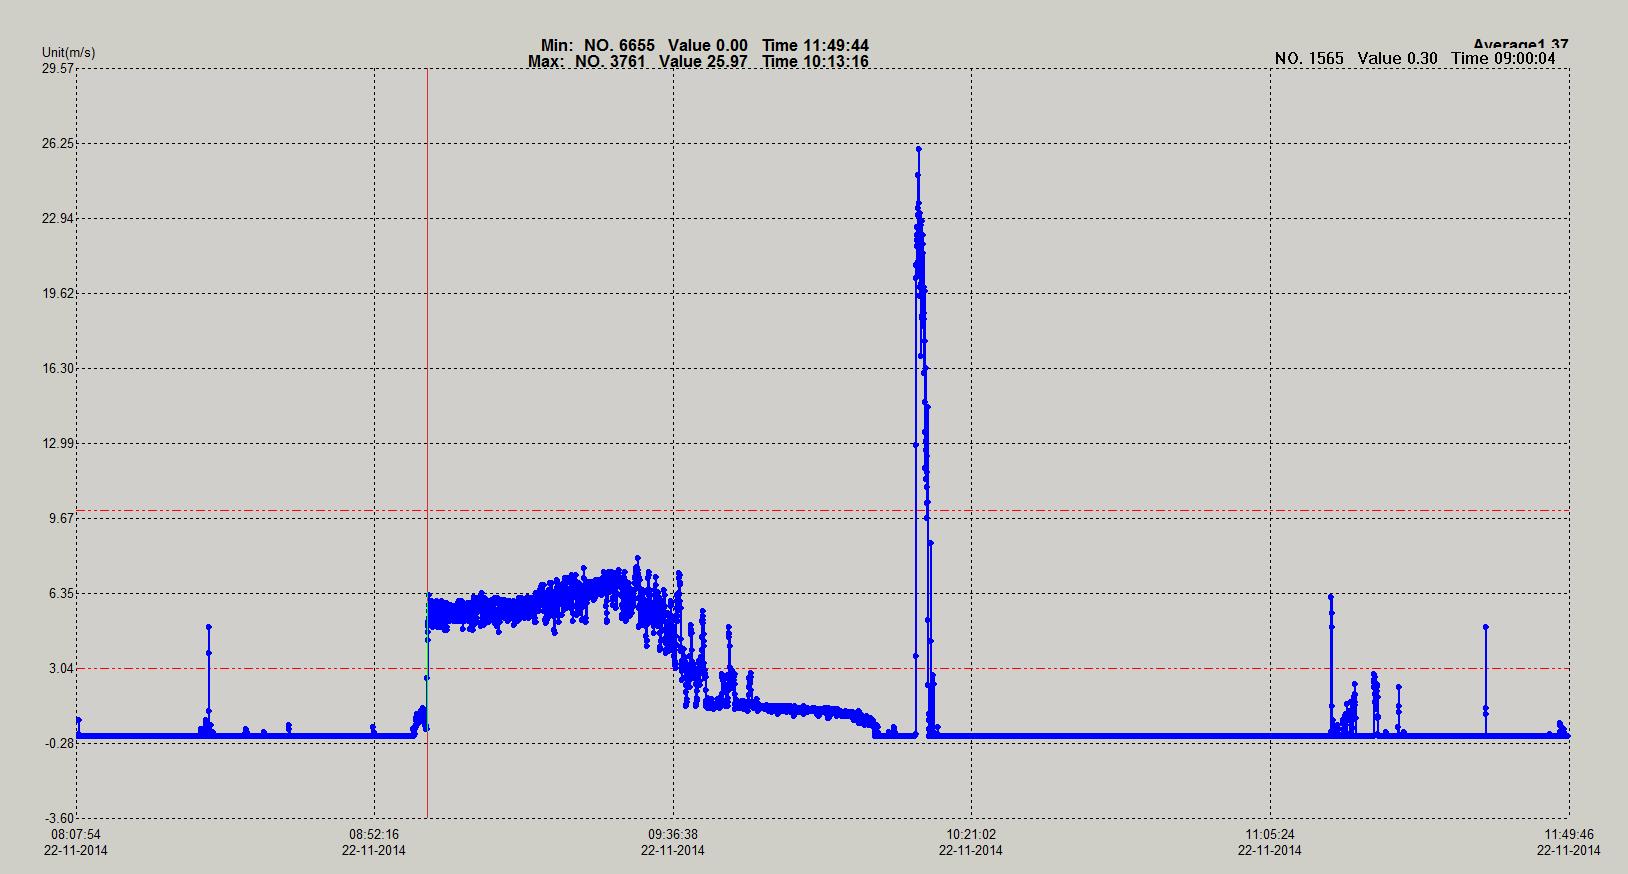 Min: NO. 6655 Value 0.00 Time 11:49:44
Average1.37
Unit(m/s)
Max: NO. 3761 Value 25.97 Time 10:13:16
NO. 1565 Value 0.30 Time 09:00:04
29.57
26.25
22.94
19.62
16.30
12.99
9.67
6.35
3.04
-0.28
-3.60
08:07:54 08:52:16 09:36:38 10:21:02 11:05:24 11:49:46
22-11-2014 22-11-2014 22-11-2014 22-11-2014 22-11-2014 22-11-2014